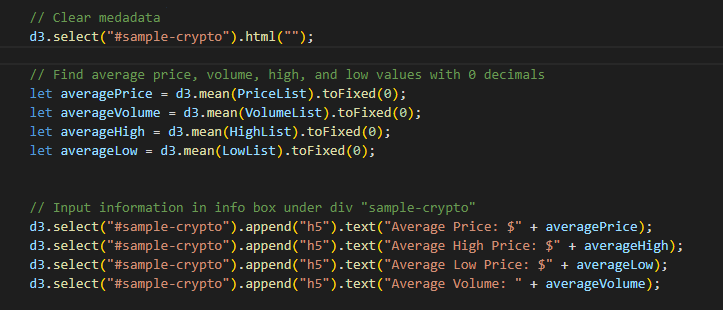 // Clear medadata
d3.select("#sample-crypto").html("");
// Find average price, volume, high, and low values with 0 decimals
let averagePrice = d3.mean(PriceList).toFixed(0);
let averageVolume = d3.mean(VolumeList).toFixed(0);
let averageHigh = d3.mean(HighList).toFixed(0);
let averageLow = d3.mean(LowList).toFixed(0);
// Input information in info box under div "sample-crypto"
d3.select("#sample-crypto").append("h5").text("Average Price: $" + averagePrice);
d3.select("#sample-crypto").append("h5").text("Average High Price: $" + averageHigh);
d3.select("#sample-crypto").append("h5").text("Average Low Price: $" + averageLow);
d3.select("#sample-crypto").append("h5").text("Average Volume: " + averageVolume);